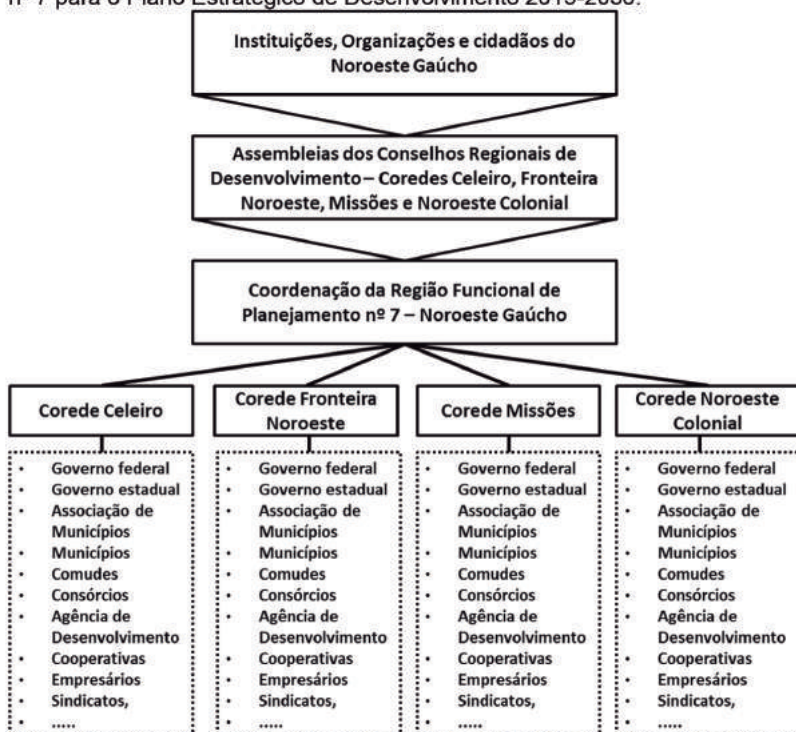 nº 7 para o Plano Estratégico de Desenvolvimento 2015-2030.
Instituições, Organizações e cidadãos do
Noroeste Gaúcho
Assembleias dos Conselhos Regionais de
Desenvolvimento – Coredes Celeiro, Fronteira
Noroeste, Missões e Noroeste Colonial
Coordenação da Região Funcional de
Planejamento nº 7 – Noroeste Gaúcho
Corede Celeiro
• Governo federal
• Governo estadual
• Associação de
Municípios
• Municípios
• Comudes
• Consórcios
• Agência de
Desenvolvimento
• Cooperativas
• Empresários
• Sindicatos,
• .....
Corede Fronteira
Noroeste
• Governo federal
• Governo estadual
• Associação de
Municípios
• Municípios
• Comudes
• Consórcios
• Agência de
Desenvolvimento
• Cooperativas
• Empresários
• Sindicatos,
• .....
Corede Missões
• Governo federal
• Governo estadual
• Associação de
Municípios
• Municípios
• Comudes
• Consórcios
• Agência de
Desenvolvimento
• Cooperativas
• Empresários
• Sindicatos,
• .....
Corede Noroeste
Colonial
• Governo federal
• Governo estadual
• Associação de
Municípios
• Municípios
• Comudes
• Consórcios
• Agência de
Desenvolvimento
• Cooperativas
• Empresários
• Sindicatos,
• .....